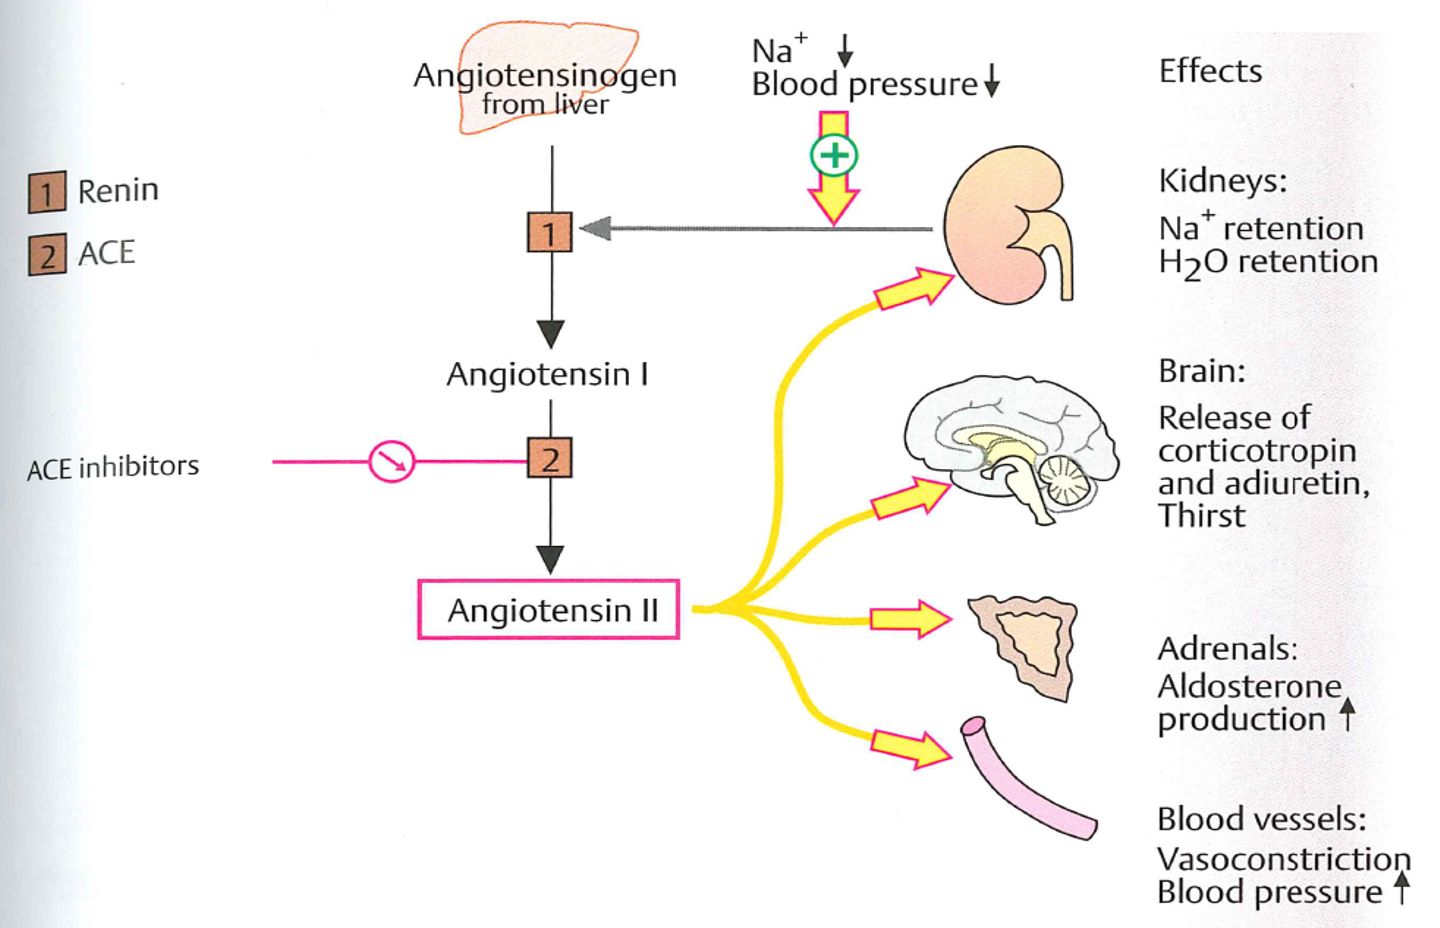 Angiotensinogen
from liver
Na+ ↓
Blood pressure ↓
Effects
1 Renin
2 ACE
+
1
Kidneys:
Na+ retention
H2O retention
Angiotensin I
Brain:
Release of
corticotropin
and adiuretin,
Thirst
ACE inhibitors
2
Angiotensin II
Adrenals:
Aldosterone
production ↑
Blood vessels:
Vasoconstriction
Blood pressure ↑